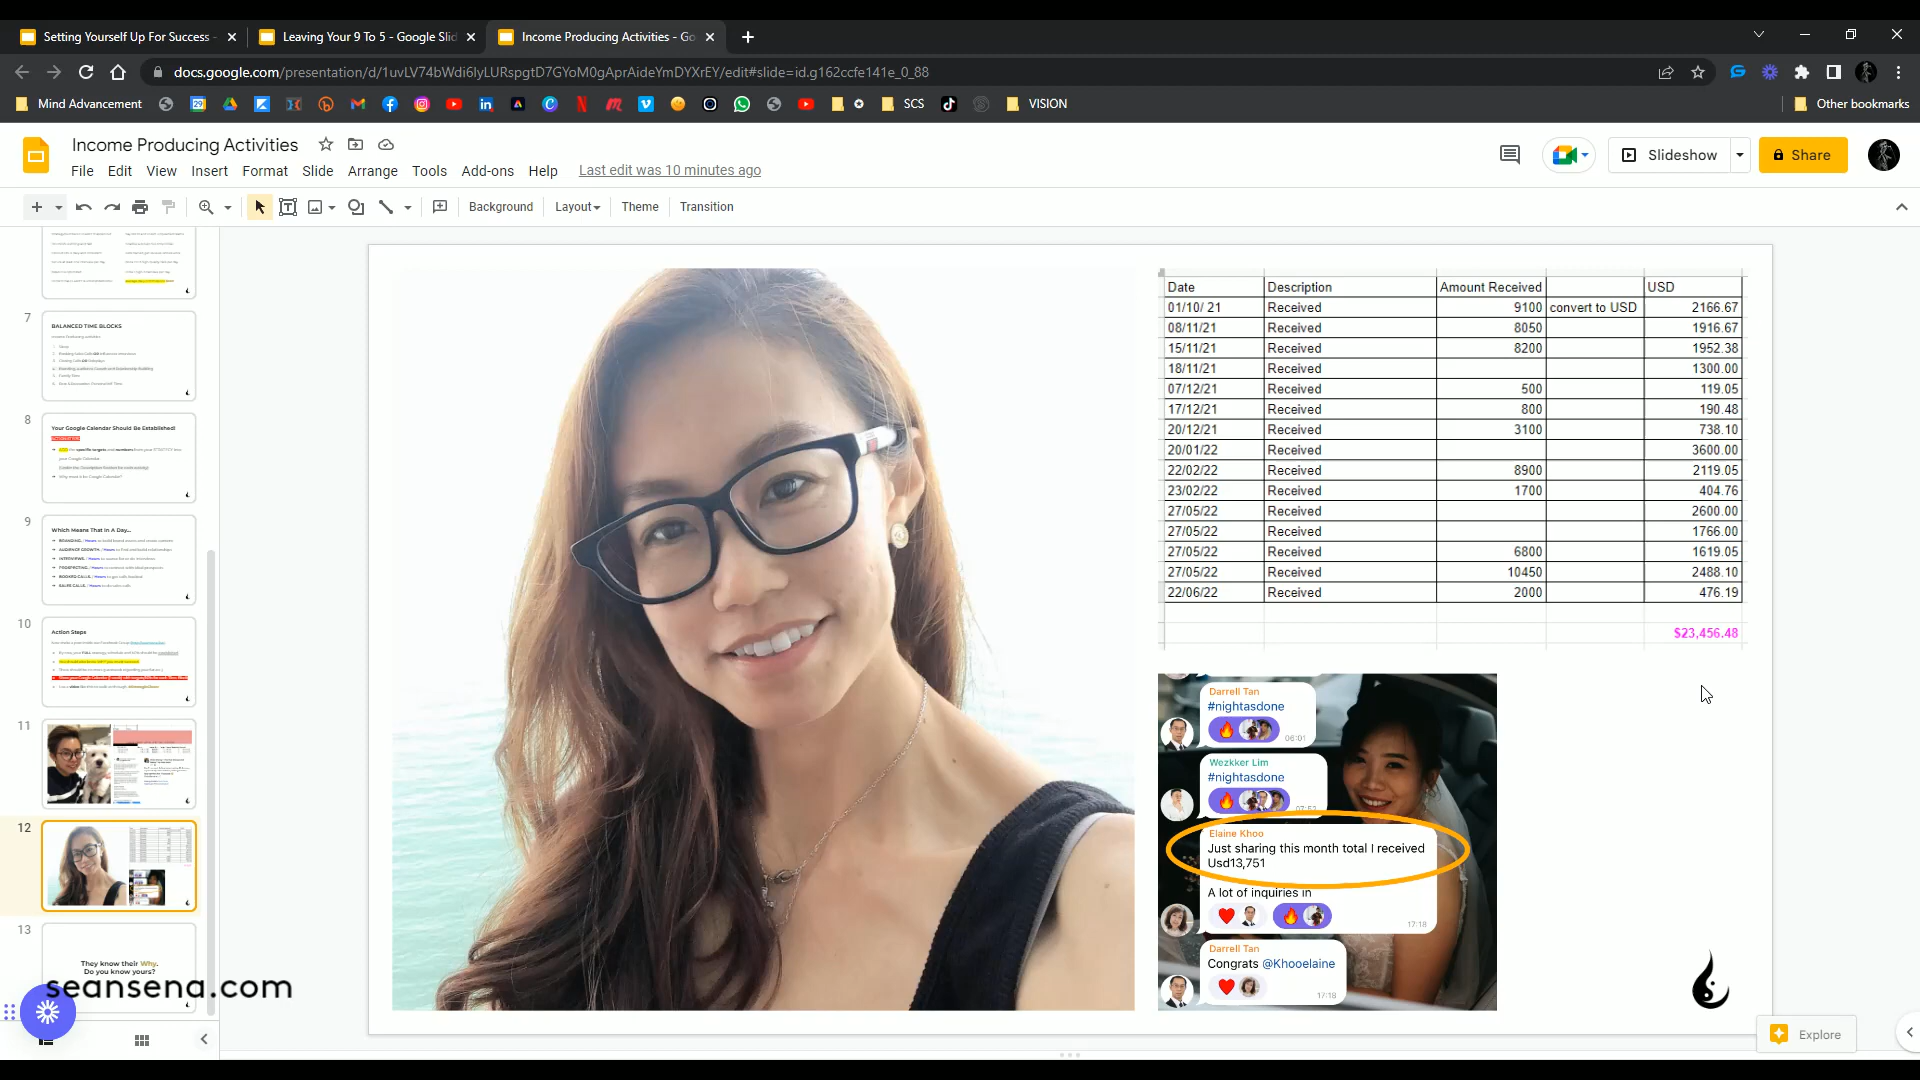 Setting Yourself Up For Success -
Leaving Your 9 To 5 - Google Slid
Income Producing Activities - Go
docs.google.com/presentation/d/1uvLV74bWdi6lyLURspgtD7GYoM0gAprAideYmDYXrEY/edit#slide=id.g162ccfe141e_0_88
Mind Advancement
SCS
VISION
Other bookmarks
Income Producing Activities
File Edit View Insert Format Slide Arrange Tools Add-ons Help Last edit was 10 minutes ago
Slideshow
Share
Background Layout Theme Transition
7
BALANCED TIME BLOCKS
8
Your Google Calendar Should Be Established!
9
Which Means That In A Day...
10
Action Steps
11
12
13
They know their Why.
Do you know yours?
seansena.com
Date Description Amount Received USD
01/10/ 21 Received 9100 convert to USD 2166.67
08/11/21 Received 8050 1916.67
15/11/21 Received 8200 1952.38
18/11/21 Received 1300.00
07/12/21 Received 500 119.05
17/12/21 Received 800 190.48
20/12/21 Received 3100 738.10
20/01/22 Received 3600.00
22/02/22 Received 8900 2119.05
23/02/22 Received 1700 404.76
27/05/22 Received 2600.00
27/05/22 Received 1766.00
27/05/22 Received 6800 1619.05
27/05/22 Received 10450 2488.10
22/06/22 Received 2000 476.19
$23,456.48
Darrell Tan
#nightasdone
06:01
Wezkker Lim
#nightasdone
07:52
Elaine Khoo
Just sharing this month total I received
Usd13,751
A lot of inquiries in
17:18
Darrell Tan
Congrats @Khooelaine
17:18
Explore